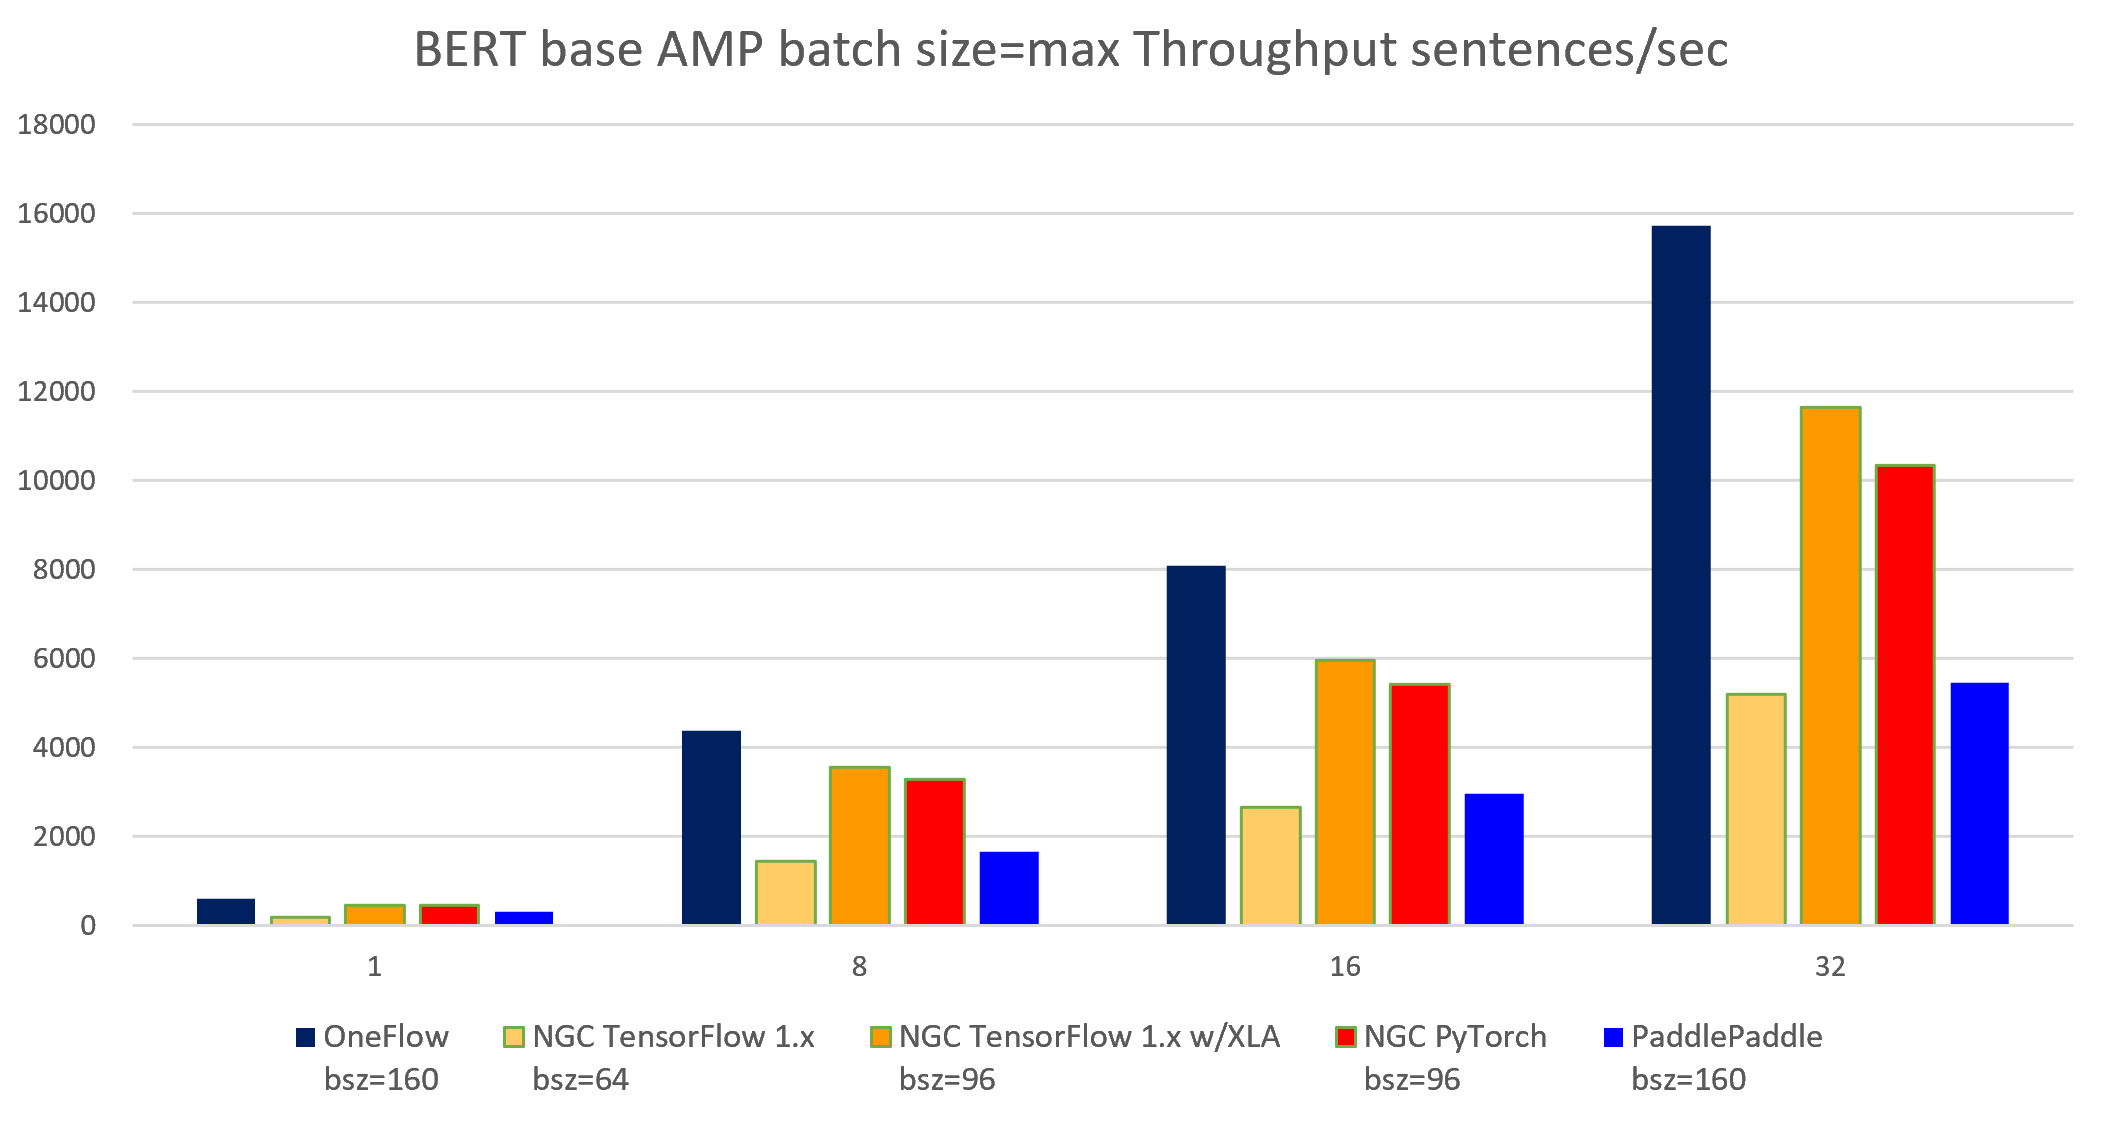 BERT base AMP batch size=max Throughput sentences/sec
18000
16000
14000
12000
10000
8000
6000
4000
2000
0
1 8 16 32
OneFlow NGC TensorFlow 1.x NGC TensorFlow 1.x w/XLA NGC PyTorch PaddlePaddle
bsz=160 bsz=64 bsz=96 bsz=96 bsz=160